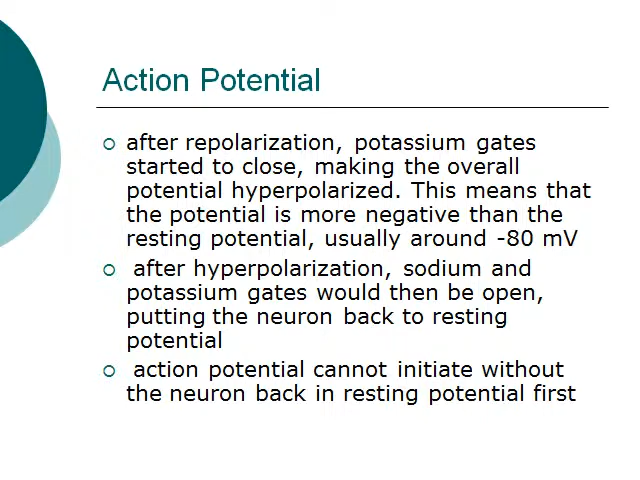 Action Potential
after repolarization, potassium gates
started to close, making the overall
potential hyperpolarized. This means that
the potential is more negative than the
resting potential, usually around -80 mV
after hyperpolarization, sodium and
potassium gates would then be open,
putting the neuron back to resting
potential
action potential cannot initiate without
the neuron back in resting potential first